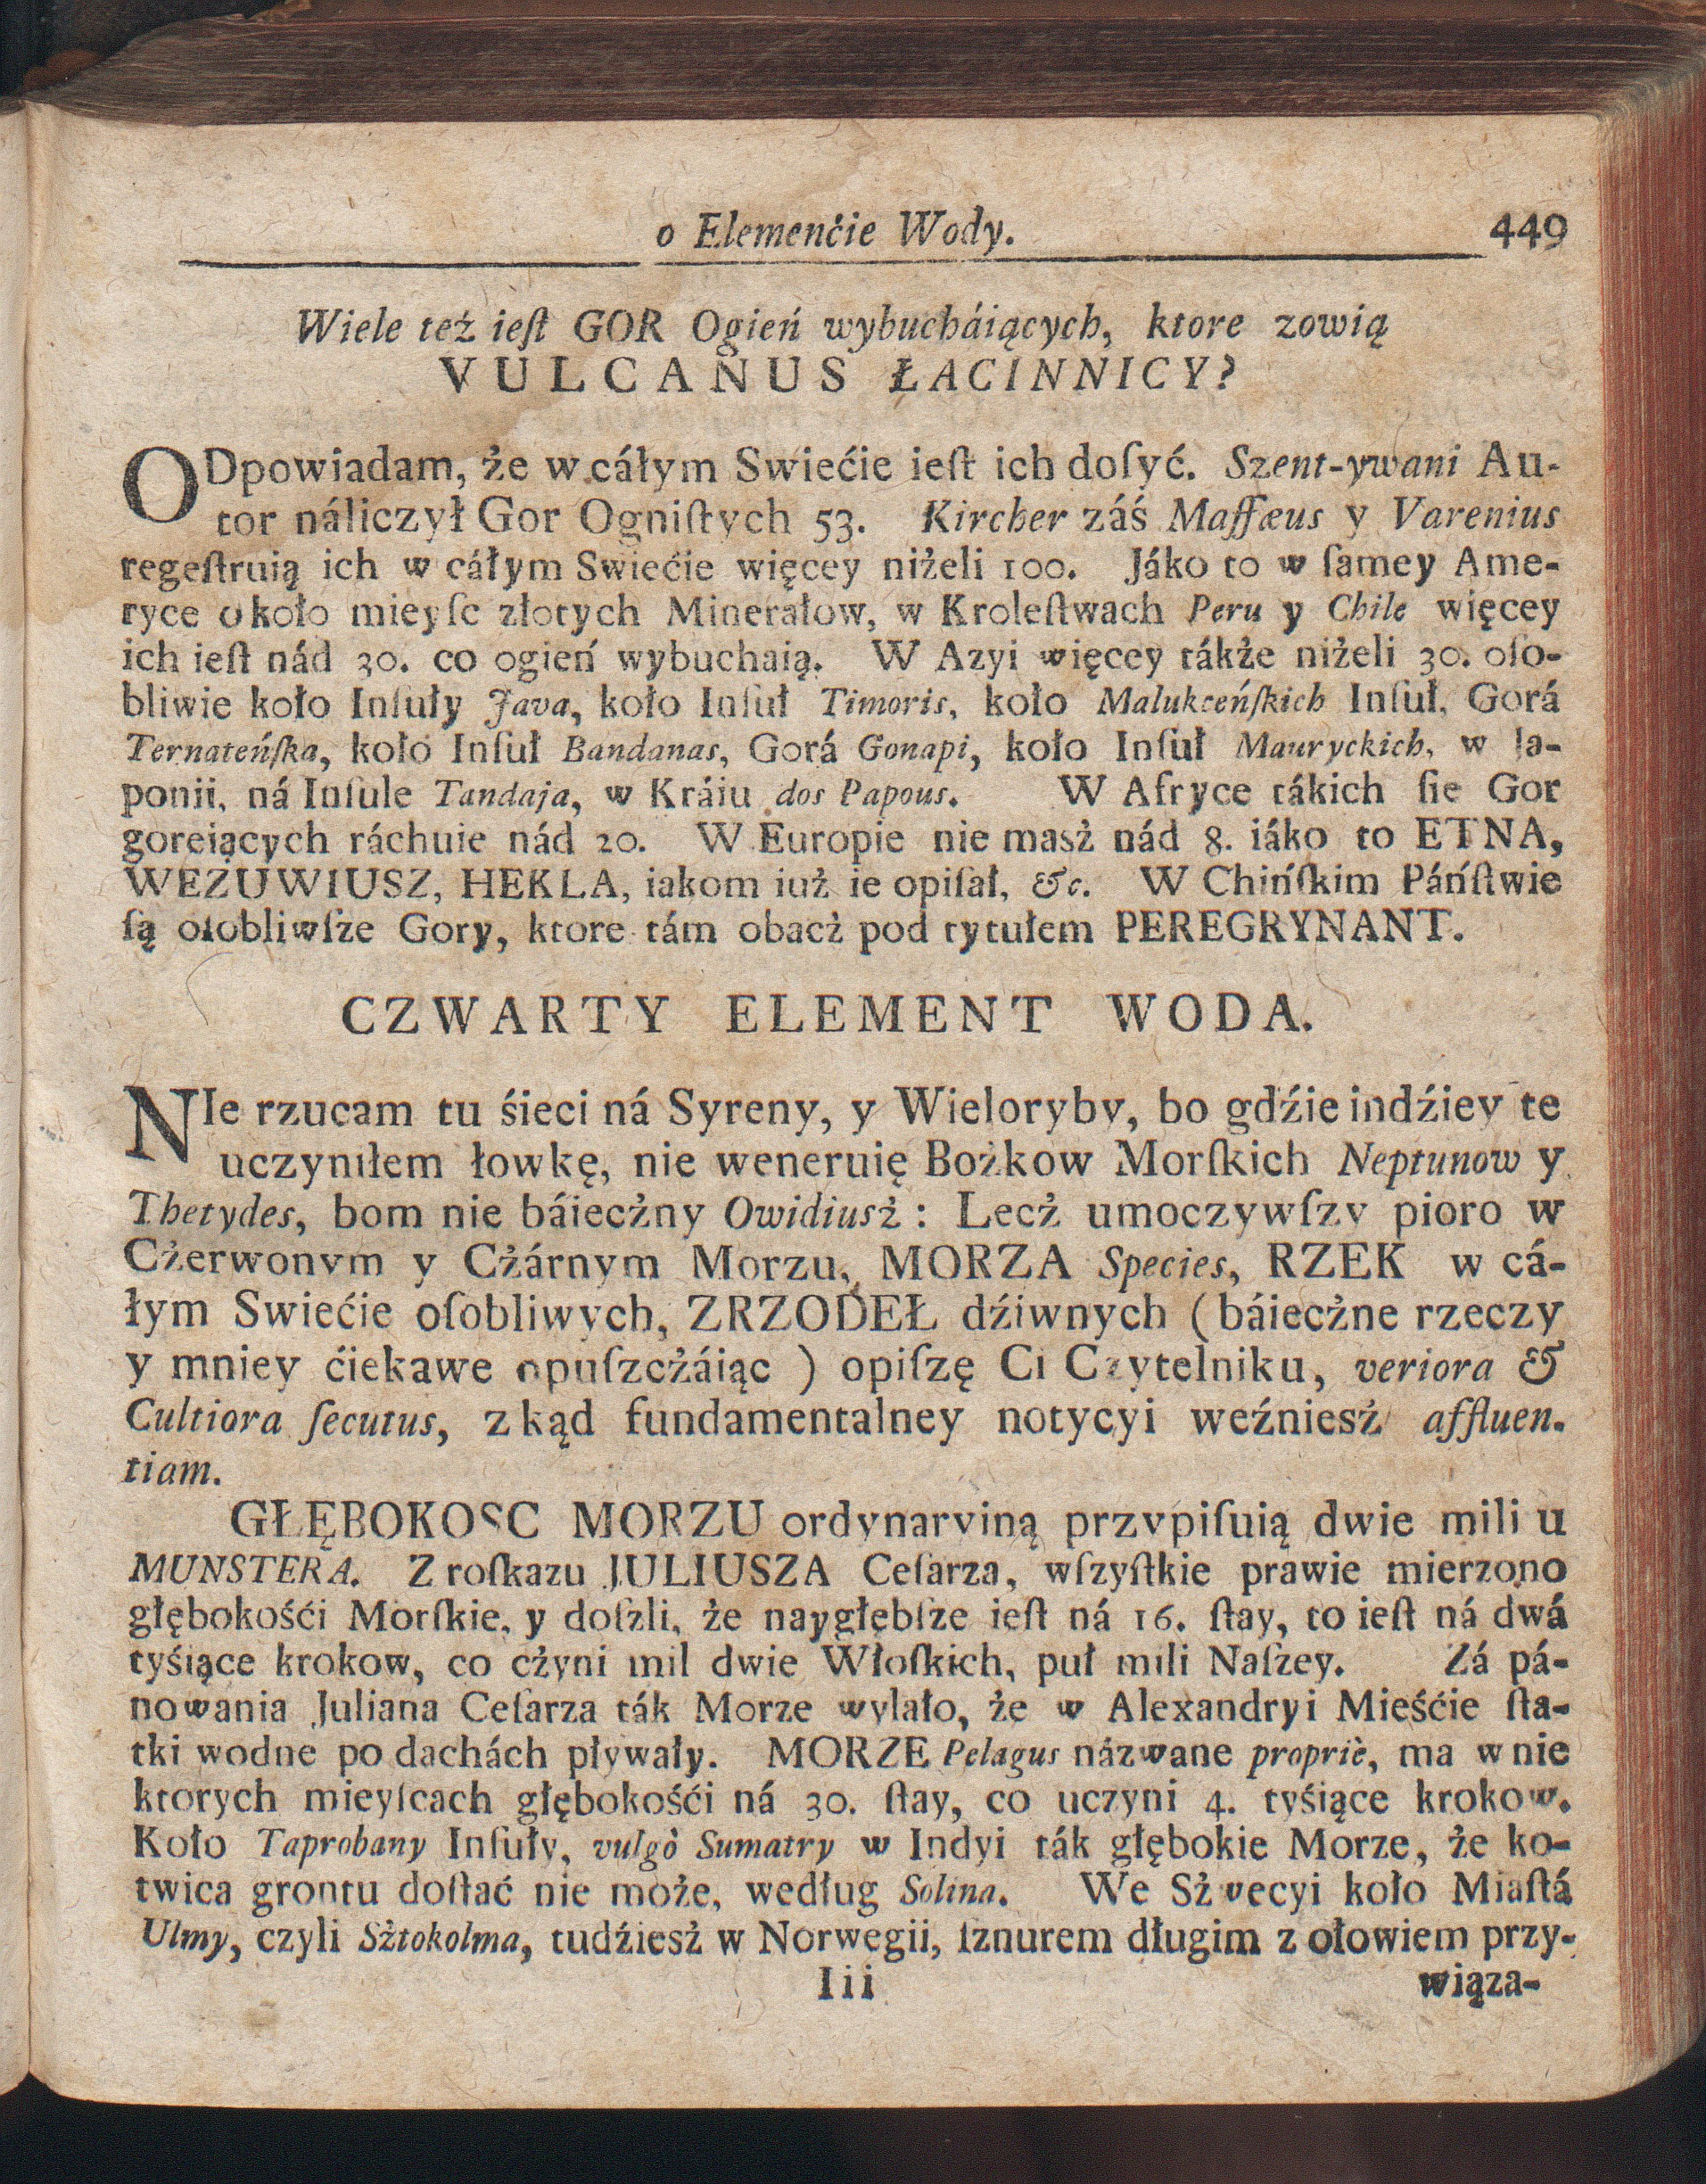 o Elemenćie Wody. 449
Wiele też ieſt GOR Ogień wybucháiących, ktore zowią
VULCANUS ŁACINNICY?
ODpowiadam, że w cáłym Swiećie ieſt ich doſyć. Szent-ywani Au-
tor náliczył Gor Ogniſtych 53. Kircher záś Maffæus y Varenius
regeſtruią ich w cáłym Swiećie więcey niżeli 100. Jáko to w ſamey Ame-
ryce około mieyſc złotych Minerałow, w Kroleſtwach Peru y Chile więcey
ich ieſt nád 30. co ogień wybuchaią. W Azyi więcey tákże niżeli 30. oſo-
bliwie koło Inſuły Java, koło Inſuł Timoris, koło Malukceńſkich Inſuł, Gorá
Ternateńſka, koło Inſuł Bandanas, Gorá Gonapi, koło Inſuł Mauryckich, w Ja-
ponii, ná Inſule Tandaja, w Kráiu dos Papous. W Afryce tákich ſie Gor
goreiących ráchuie nád 20. W Europie nie masż nád 8. iáko to ETNA,
WEZUWIUSZ, HEKLA, iakom iuż ie opiſał, &c. W Chińſkim Páńſtwie
ſą oſobliwſze Gory, ktore tám obacż pod tytułem PEREGRYNANT.
CZWARTY ELEMENT WODA.
NIe rzucam tu śieci ná Syreny, y Wieloryby, bo gdźie indźiey te
uczyniłem łowkę, nie weneruię Bożkow Morſkich Neptunow y
Thetydes, bom nie báiecżny Owidiusż: Lecż umoczywſzy pioro w
Cżerwonym y Cżárnym Morzu, MORZA Species, RZEK w cá-
łym Swiećie oſobliwych, ZRZODEŁ dźiwnych (báiecżne rzeczy
y mniey ćiekawe opuſzcżáiąc ) opiſzę Ci Czytelniku, veriora &
Cultiora ſecutus, zkąd fundamentalney notycyi weźniesż affluen-
tiam.
GŁĘBOKOSC MORZU ordynaryiną przypiſuią dwie mili u
MUNSTERA. Z roſkazu JULIUSZA Ceſarza, wſzyſtkie prawie mierzono
głębokośći Morſkie, y doſzli, że naygłębſze ieſt ná 16. ſtay, to ieſt ná dwá
tyśiące krokow, co cżyni mil dwie Włoſkich, puł mili Naſzey. Zá pá-
nowania Juliana Ceſarza ták Morze wylało, że w Alexandryi Mieśćie ſta-
tki wodne po dachách pływały. MORZE Pelagus názwane propriè, ma w nie
ktorych mieyſcach głębokośći ná 30. ſtay, co uczyni 4. tyśiące krokow.
Koło Taprobany Inſuły, vulgò Sumatry w Indyi ták głębokie Morze, że ko-
twica grontu doſtać nie może, według Solina. We Sżwecyi koło Miaſtá
Ulmy, czyli Sżtokolma, tudźiesż w Norwegii, ſznurem długim z ołowiem przy-
Iii wiąza-